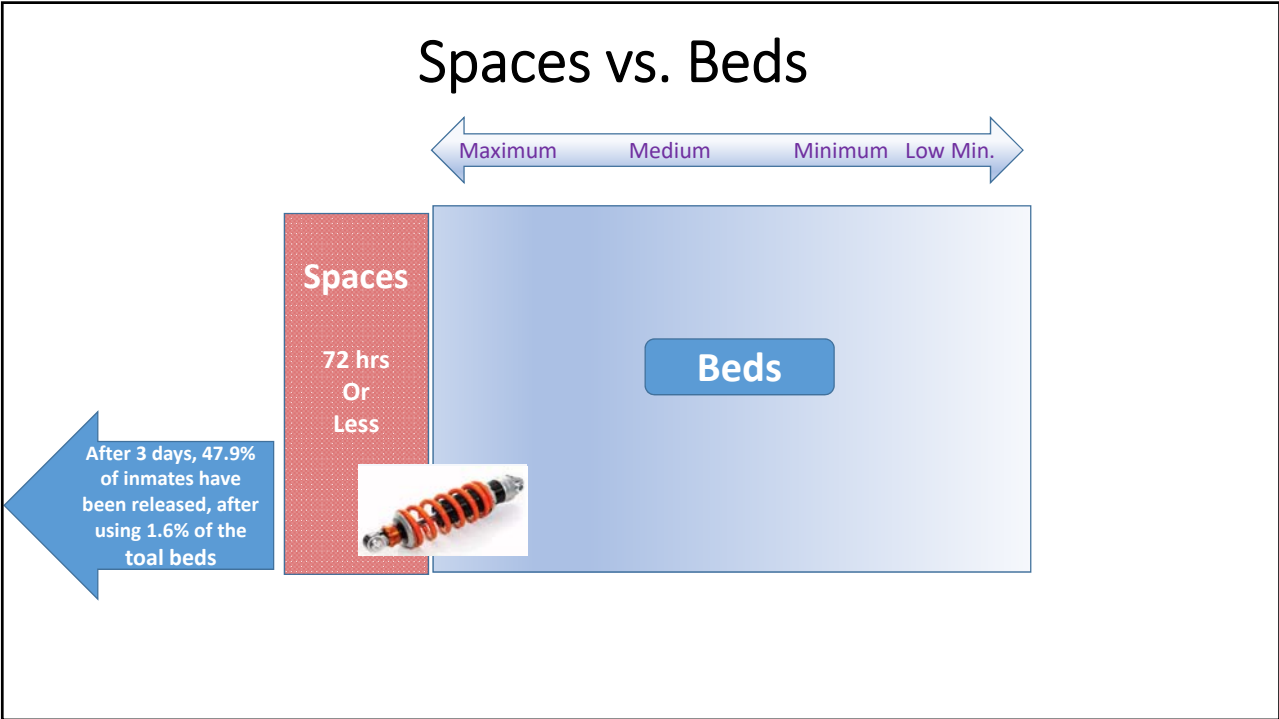 Spaces vs. Beds
Maximum Medium Minimum Low Min.
Spaces
72 hrs
Or
Less
Beds
After 3 days, 47.9%
of inmates have
been released, after
using 1.6% of the
toal beds